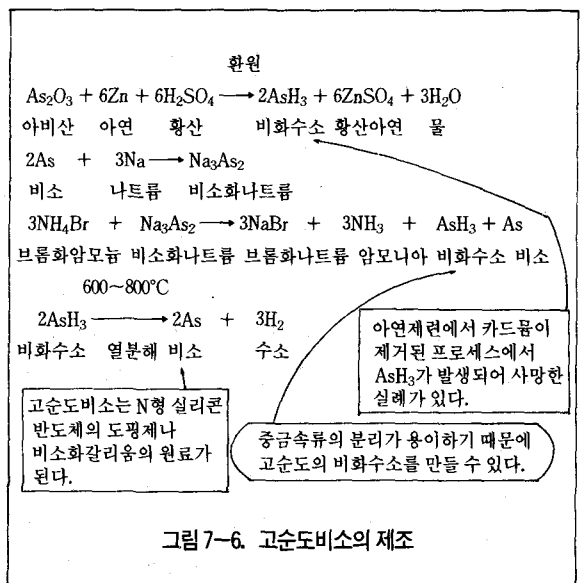 환원
As₂O₃ + 6Zn + 6H₂SO₄ ⟶ 2AsH₃ + 6ZnSO₄ + 3H₂O
아비산 아연 황산 비화수소 황산아연 물
2As + 3Na ⟶ Na₃As₂
비소 나트륨 비소화나트륨
3NH₄Br + Na₃As₂ ⟶ 3NaBr + 3NH₃ + AsH₃ + As
브롬화암모늄 비소화나트륨 브롬화나트륨 암모니아 비화수소 비소
600~800℃
2AsH₃ ⟶ 2As + 3H₂
비화수소 열분해 비소 수소
아연제련에서 카드뮴이
제거된 프로세스에서
AsH₃가 발생되어 사망한
실례가 있다.
고순도비소는 N형 실리콘
반도체의 도핑제나
비소화갈리움의 원료가
된다.
중금속류의 분리가 용이하기 때문에
고순도의 비화수소를 만들 수 있다.
그림 7~6. 고순도비소의 제조